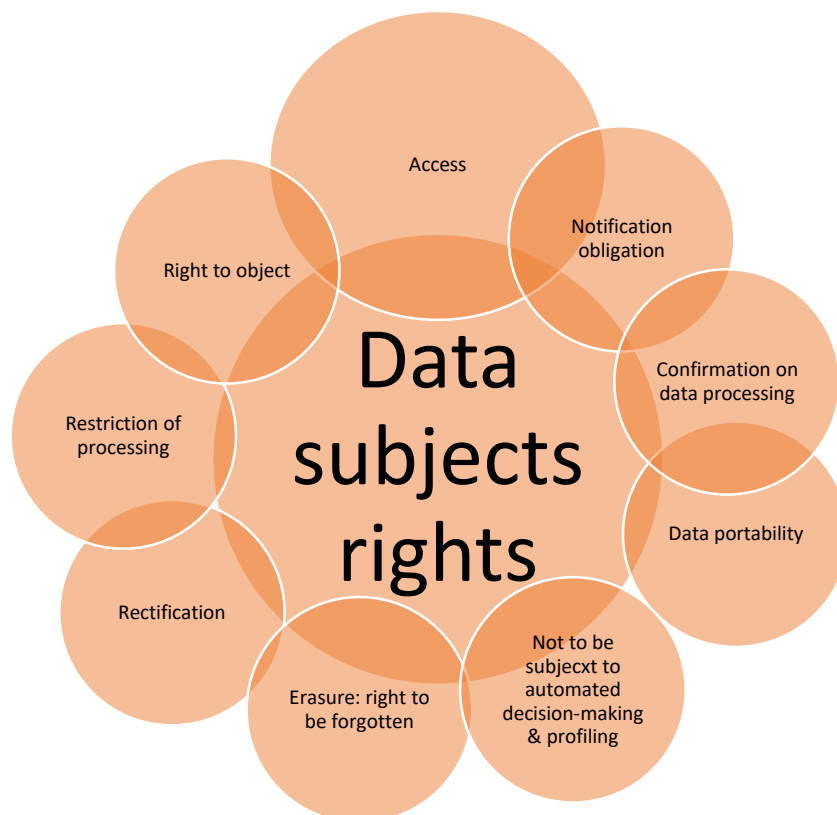 Access
Notification
obligation
Confirmation on
data processing
Data portability
Not to be
subjecxt to
automated
decision-making
& profiling
Erasure: right to
be forgotten
Rectification
Restriction of
processing
Right to object
Data
subjects
rights